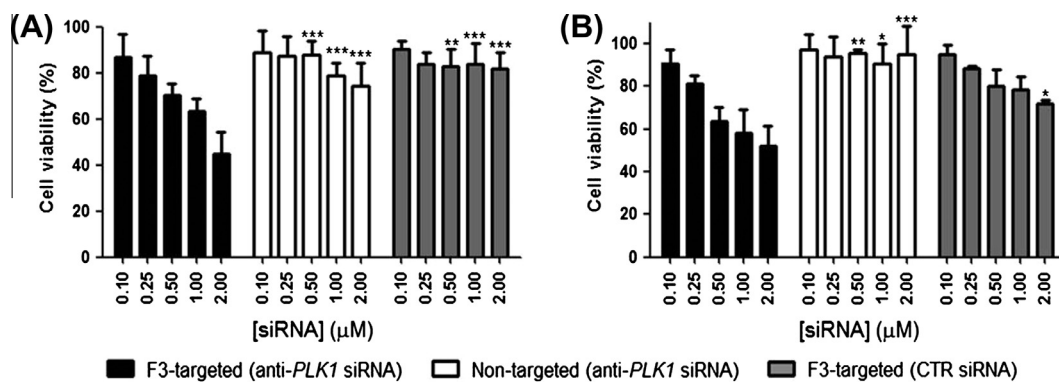 (A)
100
80
60
40
20
0
Cell viability (%)
*** *** ***
** *** ***
0.10 0.25 0.50 1.00 2.00 0.10 0.25 0.50 1.00 2.00 0.10 0.25 0.50 1.00 2.00
[siRNA] (μM)
(B)
100
80
60
40
20
0
Cell viability (%)
** * ***
*
0.10 0.25 0.50 1.00 2.00 0.10 0.25 0.50 1.00 2.00 0.10 0.25 0.50 1.00 2.00
[siRNA] (μM)
F3-targeted (anti-PLK1 siRNA) Non-targeted (anti-PLK1 siRNA) F3-targeted (CTR siRNA)